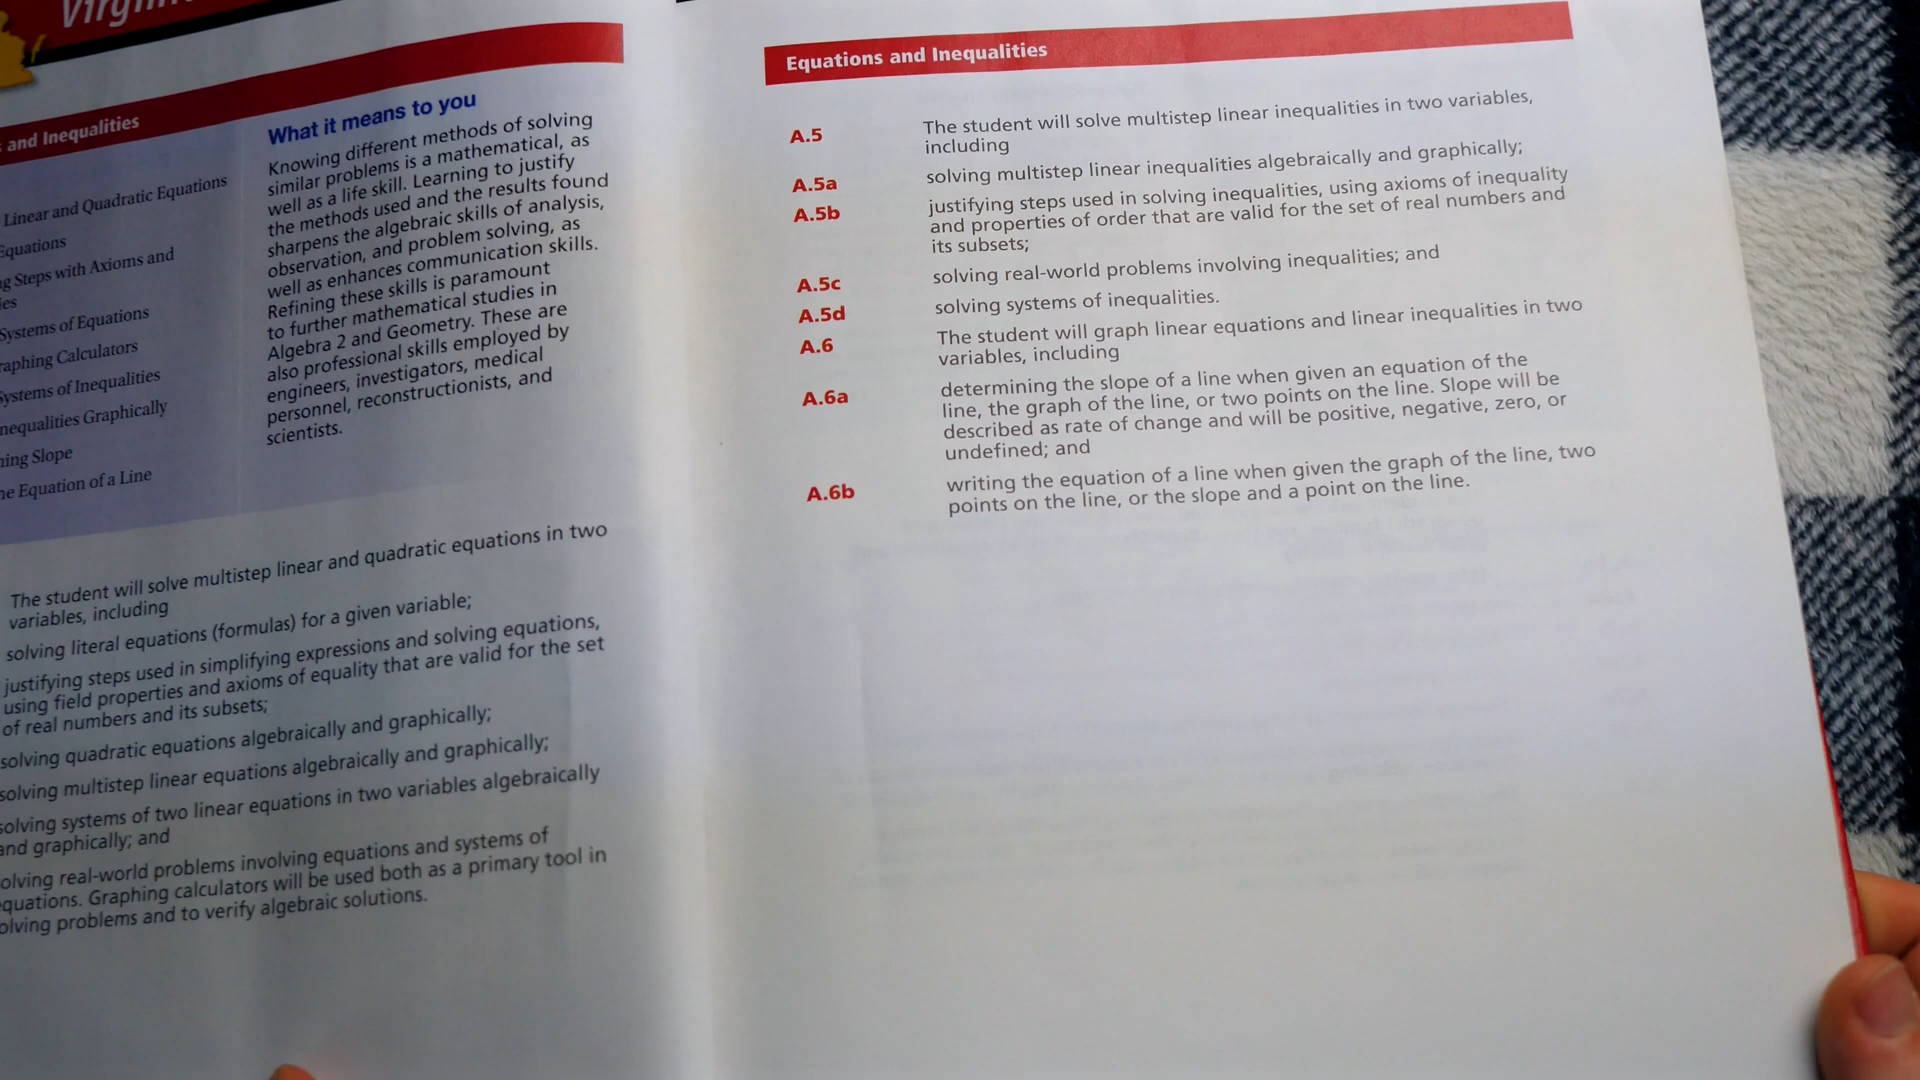 and Inequalities
Linear and Quadratic Equations
Equations
Steps with Axioms and
Systems of Equations
Graphing Calculators
Systems of Inequalities
Inequalities Graphically
Slope
Equation of a Line
What it means to you
Knowing different methods of solving
similar problems is a mathematical, as
well as a life skill. Learning to justify
the methods used and the results found
sharpens the algebraic skills of analysis,
observation, and problem solving, as
well as enhances communication skills.
Refining these skills is paramount
to further mathematical studies in
Algebra 2 and Geometry. These are
also professional skills employed by
engineers, investigators, medical
personnel, reconstructionists, and
scientists.
The student will solve multistep linear and quadratic equations in two
variables, including
solving literal equations (formulas) for a given variable;
justifying steps used in simplifying expressions and solving equations,
using field properties and axioms of equality that are valid for the set
of real numbers and its subsets;
solving quadratic equations algebraically and graphically;
solving multistep linear equations algebraically and graphically;
solving systems of two linear equations in two variables algebraically
and graphically; and
solving real-world problems involving equations and systems of
equations. Graphing calculators will be used both as a primary tool in
solving problems and to verify algebraic solutions.
Equations and Inequalities
A.5 The student will solve multistep linear inequalities in two variables,
including
A.5a solving multistep linear inequalities algebraically and graphically;
A.5b justifying steps used in solving inequalities, using axioms of inequality
and properties of order that are valid for the set of real numbers and
its subsets;
A.5c solving real-world problems involving inequalities; and
A.5d solving systems of inequalities.
A.6 The student will graph linear equations and linear inequalities in two
variables, including
A.6a determining the slope of a line when given an equation of the
line, the graph of the line, or two points on the line. Slope will be
described as rate of change and will be positive, negative, zero, or
undefined; and
A.6b writing the equation of a line when given the graph of the line, two
points on the line, or the slope and a point on the line.